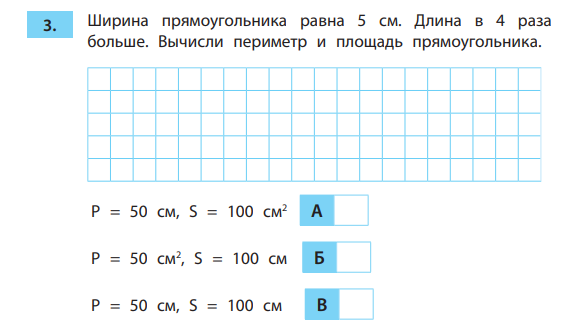 3.
Ширина прямоугольника равна 5 см. Длина в 4 раза
больше. Вычисли периметр и площадь прямоугольника.
P = 50 см, S = 100 см² А
P = 50 см², S = 100 см Б
P = 50 см, S = 100 см В